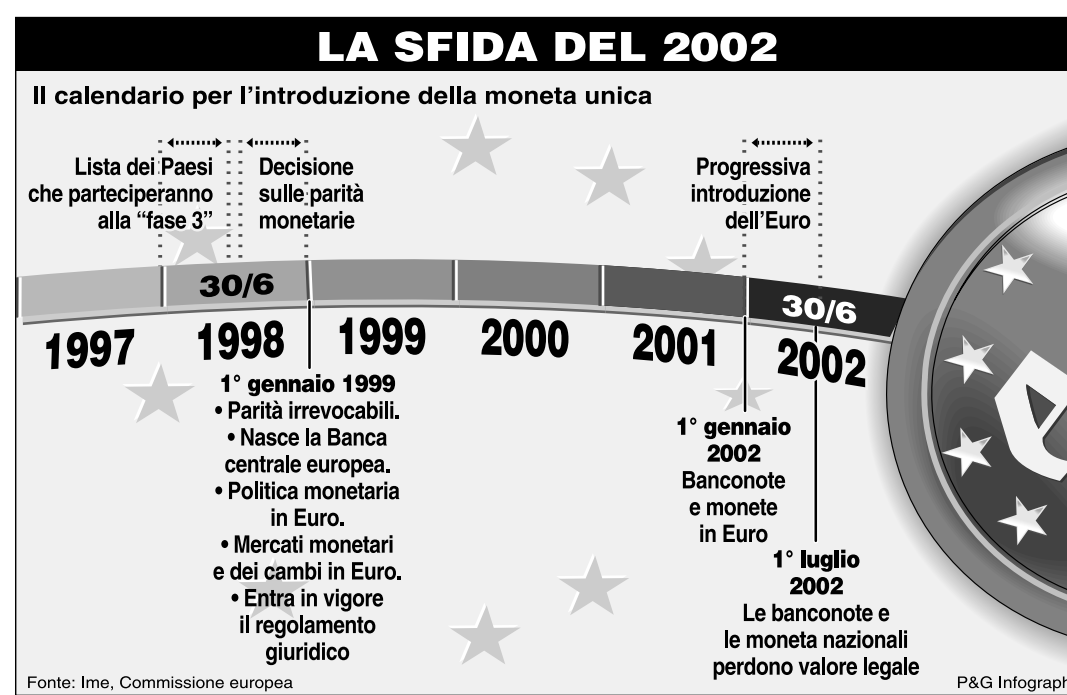 LA SFIDA DEL 2002
Il calendario per l'introduzione della moneta unica
Lista dei Paesi
che parteciperanno
alla “fase 3”
Decisione
sulle parità
monetarie
Progressiva
introduzione
dell'Euro
30/6
30/6
1997
1998
1999
2000
2001
2002
1° gennaio 1999
• Parità irrevocabili.
• Nasce la Banca
centrale europea.
• Politica monetaria
in Euro.
• Mercati monetari
e dei cambi in Euro.
• Entra in vigore
il regolamento
giuridico
1° gennaio
2002
Banconote
e monete
in Euro
1° luglio
2002
Le banconote e
le moneta nazionali
perdono valore legale
e
Fonte: Ime, Commissione europea
P&G Infograph